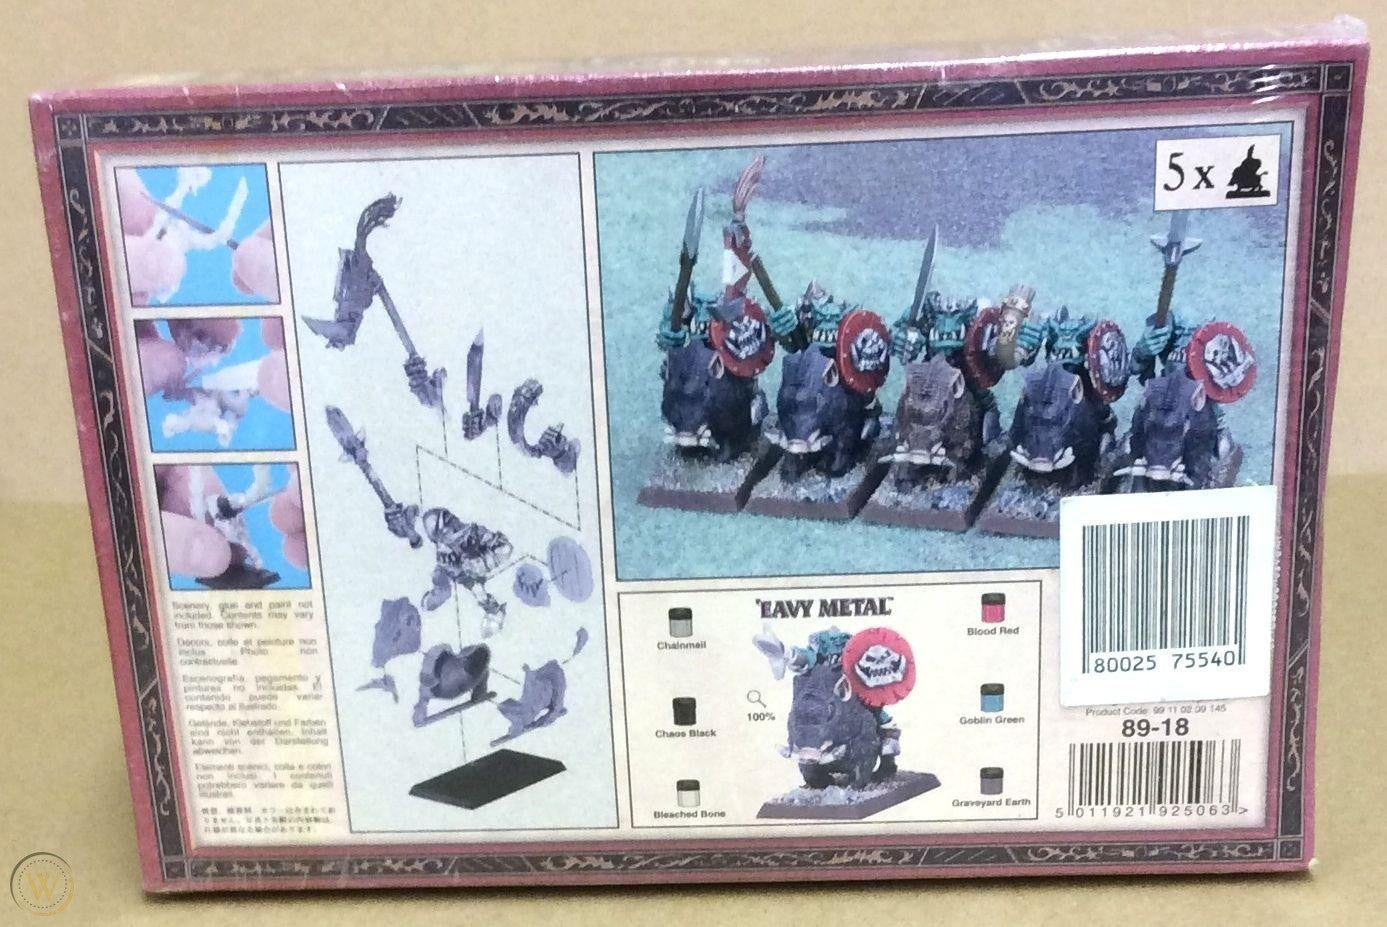 5 x
'EAVY METAL™
Chainmail
Blood Red
100%
Chaos Black
Goblin Green
Bleached Bone
Graveyard Earth
Scenery, glue and paint not
included. Contents may vary
from those shown.
Décors, colle et peinture non
inclus Photo non
contractuelle.
Escenografía, pegamento y
pinturas no incluidas. El
contenido puede variar
respecto al ilustrado.
Gelände, Klebstoff und Farben
sind nicht enthalten. Inhalt
kann von der Darstellung
abweichen.
Elementi scenici, colla e colori
non inclusi. I contenuti
potrebbero variare da quelli
illustrati.
80025 75540
Product Code: 99 11 02 09 145
89-18
5 011921 925063 >
W